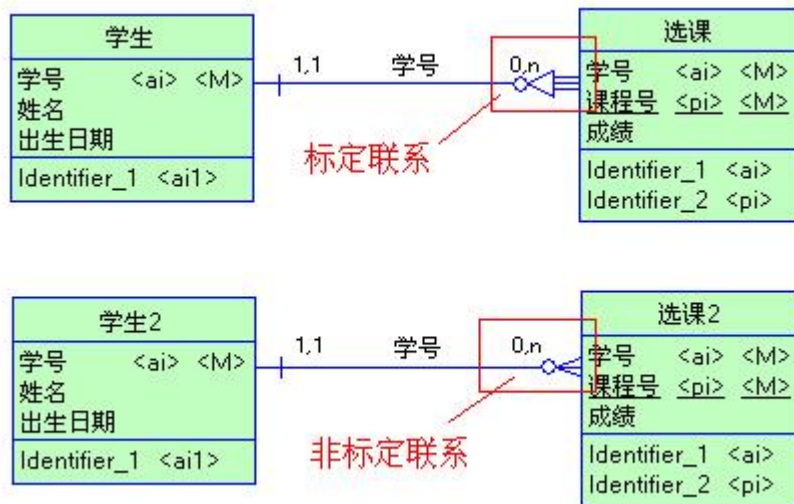 学生
学号 <ai> <M>
姓名
出生日期
Identifier_1 <ai1>
1,1 学号 0,n
标定联系
选课
学号 <ai> <M>
课程号 <pi> <M>
成绩
Identifier_1 <ai>
Identifier_2 <pi>
学生2
学号 <ai> <M>
姓名
出生日期
Identifier_1 <ai1>
1,1 学号 0,n
非标定联系
选课2
学号 <ai> <M>
课程号 <pi> <M>
成绩
Identifier_1 <ai>
Identifier_2 <pi>